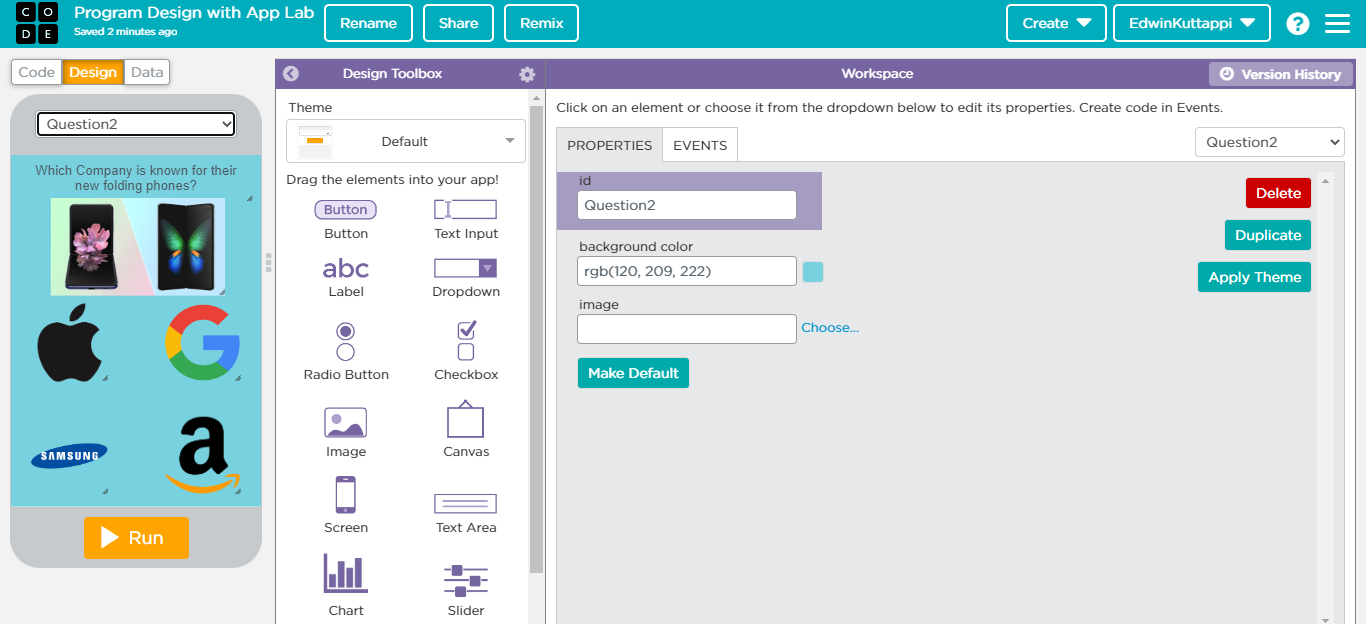 C O
D E
Program Design with App Lab
Saved 2 minutes ago
Rename
Share
Remix
Create
EdwinKuttappi
?
Code
Design
Data
Question2
Which Company is known for their
new folding phones?
SAMSUNG
a
Run
Design Toolbox
Theme
Default
Drag the elements into your app!
Button
Button
Text Input
abc
Label
Dropdown
Radio Button
Checkbox
Image
Canvas
Screen
Text Area
Chart
Slider
Workspace
Version History
Click on an element or choose it from the dropdown below to edit its properties. Create code in Events.
PROPERTIES
EVENTS
Question2
id
Question2
background color
rgb(120, 209, 222)
image
Choose...
Make Default
Delete
Duplicate
Apply Theme